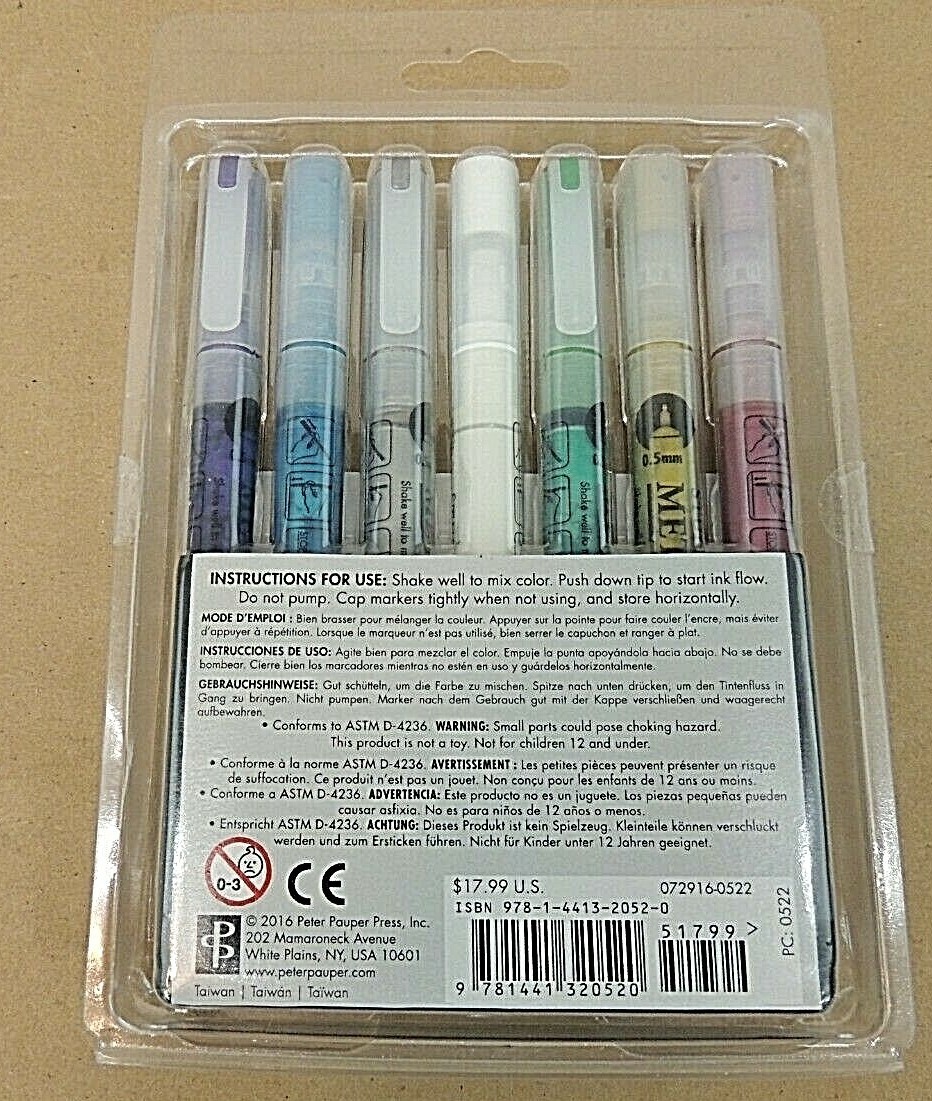 0.5mm
MET
Shake well to m
Shake well to m
INSTRUCTIONS FOR USE: Shake well to mix color. Push down tip to start ink flow.
Do not pump. Cap markers tightly when not using, and store horizontally.
MODE D'EMPLOI : Bien brasser pour mélanger la couleur. Appuyer sur la pointe pour faire couler l'encre, mais éviter
d'appuyer à répétition. Lorsque le marqueur n'est pas utilisé, bien serrer le capuchon et ranger à plat.
INSTRUCCIONES DE USO: Agite bien para mezclar el color. Empuje la punta apoyándola hacia abajo. No se debe
bombear. Cierre bien los marcadores mientras no estén en uso y guárdelos horizontalmente.
GEBRAUCHSHINWEISE: Gut schütteln, um die Farbe zu mischen. Spitze nach unten drücken, um den Tintenfluss in
Gang zu bringen. Nicht pumpen. Marker nach dem Gebrauch gut mit der Kappe verschließen und waagerecht
aufbewahren.
• Conforms to ASTM D-4236. WARNING: Small parts could pose choking hazard.
This product is not a toy. Not for children 12 and under.
• Conforme à la norme ASTM D-4236. AVERTISSEMENT : Les petites pièces peuvent présenter un risque
de suffocation. Ce produit n'est pas un jouet. Non conçu pour les enfants de 12 ans ou moins.
• Conforme a ASTM D-4236. ADVERTENCIA: Este producto no es un juguete. Las piezas pequeñas pueden
causar asfixia. No es para niños de 12 años o menos.
• Entspricht ASTM D-4236. ACHTUNG: Dieses Produkt ist kein Spielzeug. Kleinteile können verschluckt
werden und zum Ersticken führen. Nicht für Kinder unter 12 Jahren geeignet.
0-3
CE
© 2016 Peter Pauper Press, Inc.
202 Mamaroneck Avenue
White Plains, NY, USA 10601
www.peterpauper.com
Taiwan | Taiwán | Taïwan
$17.99 U.S. 072916-0522
ISBN 978-1-4413-2052-0
51799 >
9 781441 320520
PC: 0522